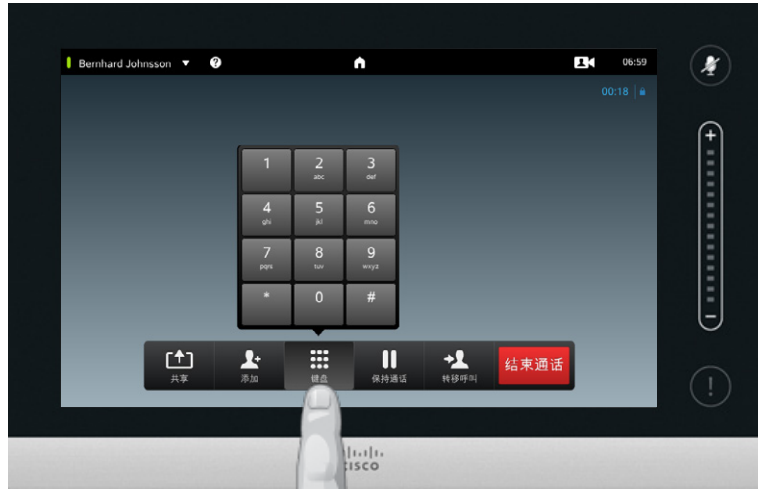 Bernhard Johnsson 06:59
00:18
1 2 3
abc def
4 5 6
ghi jkl mno
7 8 9
pqrs tuv wxyz
* 0 #
共享 添加 键盘 保持通话 转移呼叫 结束通话
CISCO